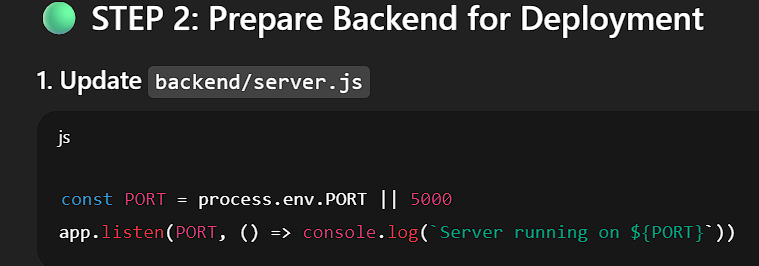 STEP 2: Prepare Backend for Deployment
1. Update backend/server.js
js
const PORT = process.env.PORT || 5000
app.listen(PORT, () => console.log(`Server running on ${PORT}`))